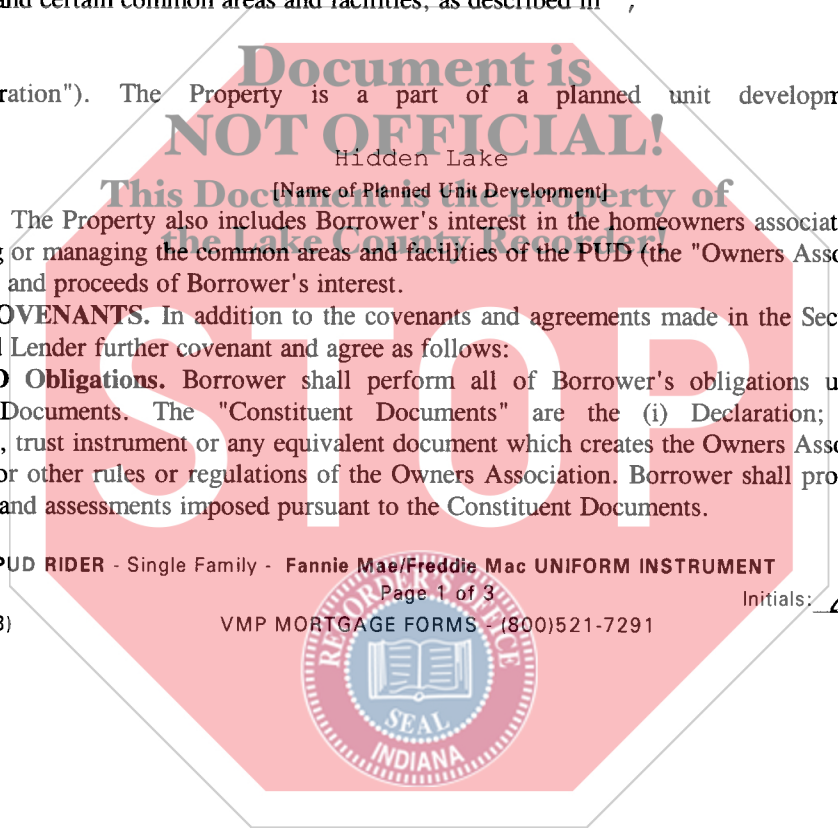 and certain common areas and facilities, as described in ,
Document is
ration"). The Property is a part of a planned unit developm
NOT OFFICIAL!
Hidden Lake
This Document is the property of
[Name of Planned Unit Development]
The Property also includes Borrower's interest in the homeowners associat
the Lake County Recorder!
g or managing the common areas and facilities of the PUD (the "Owners Asso
and proceeds of Borrower's interest.
OVENANTS. In addition to the covenants and agreements made in the Sec
d Lender further covenant and agree as follows:
D Obligations. Borrower shall perform all of Borrower's obligations u
Documents. The "Constituent Documents" are the (i) Declaration;
, trust instrument or any equivalent document which creates the Owners Asso
or other rules or regulations of the Owners Association. Borrower shall pro
and assessments imposed pursuant to the Constituent Documents.
STOP
PUD RIDER - Single Family - Fannie Mae/Freddie Mac UNIFORM INSTRUMENT
Page 1 of 3
Initials:
3)
VMP MORTGAGE FORMS - (800)521-7291
RECORDER'S OFFICE
SEAL
INDIANA